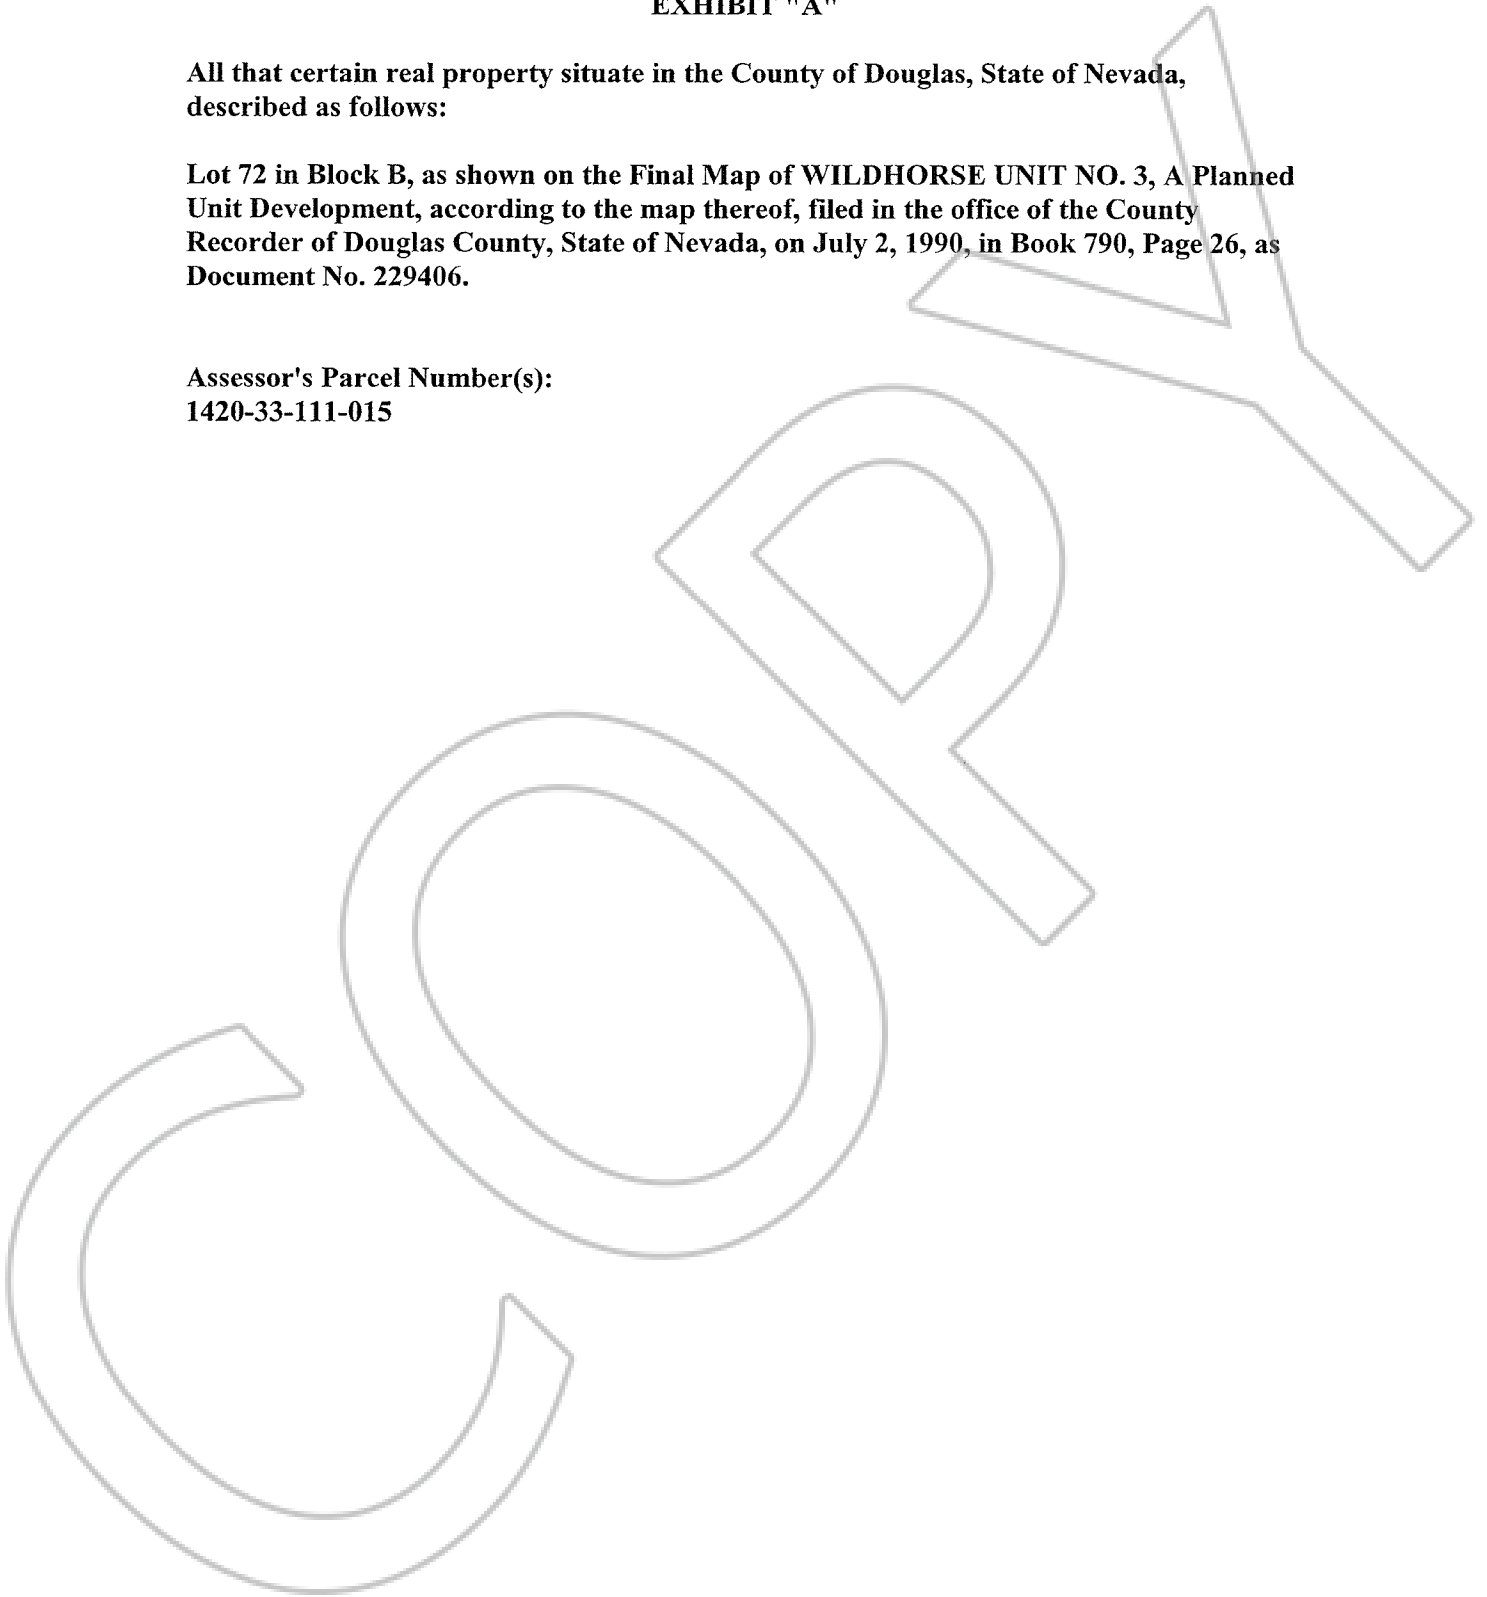 EXHIBIT "A"
All that certain real property situate in the County of Douglas, State of Nevada,
described as follows:
Lot 72 in Block B, as shown on the Final Map of WILDHORSE UNIT NO. 3, A Planned
Unit Development, according to the map thereof, filed in the office of the County
Recorder of Douglas County, State of Nevada, on July 2, 1990, in Book 790, Page 26, as
Document No. 229406.
Assessor's Parcel Number(s):
1420-33-111-015
COPY